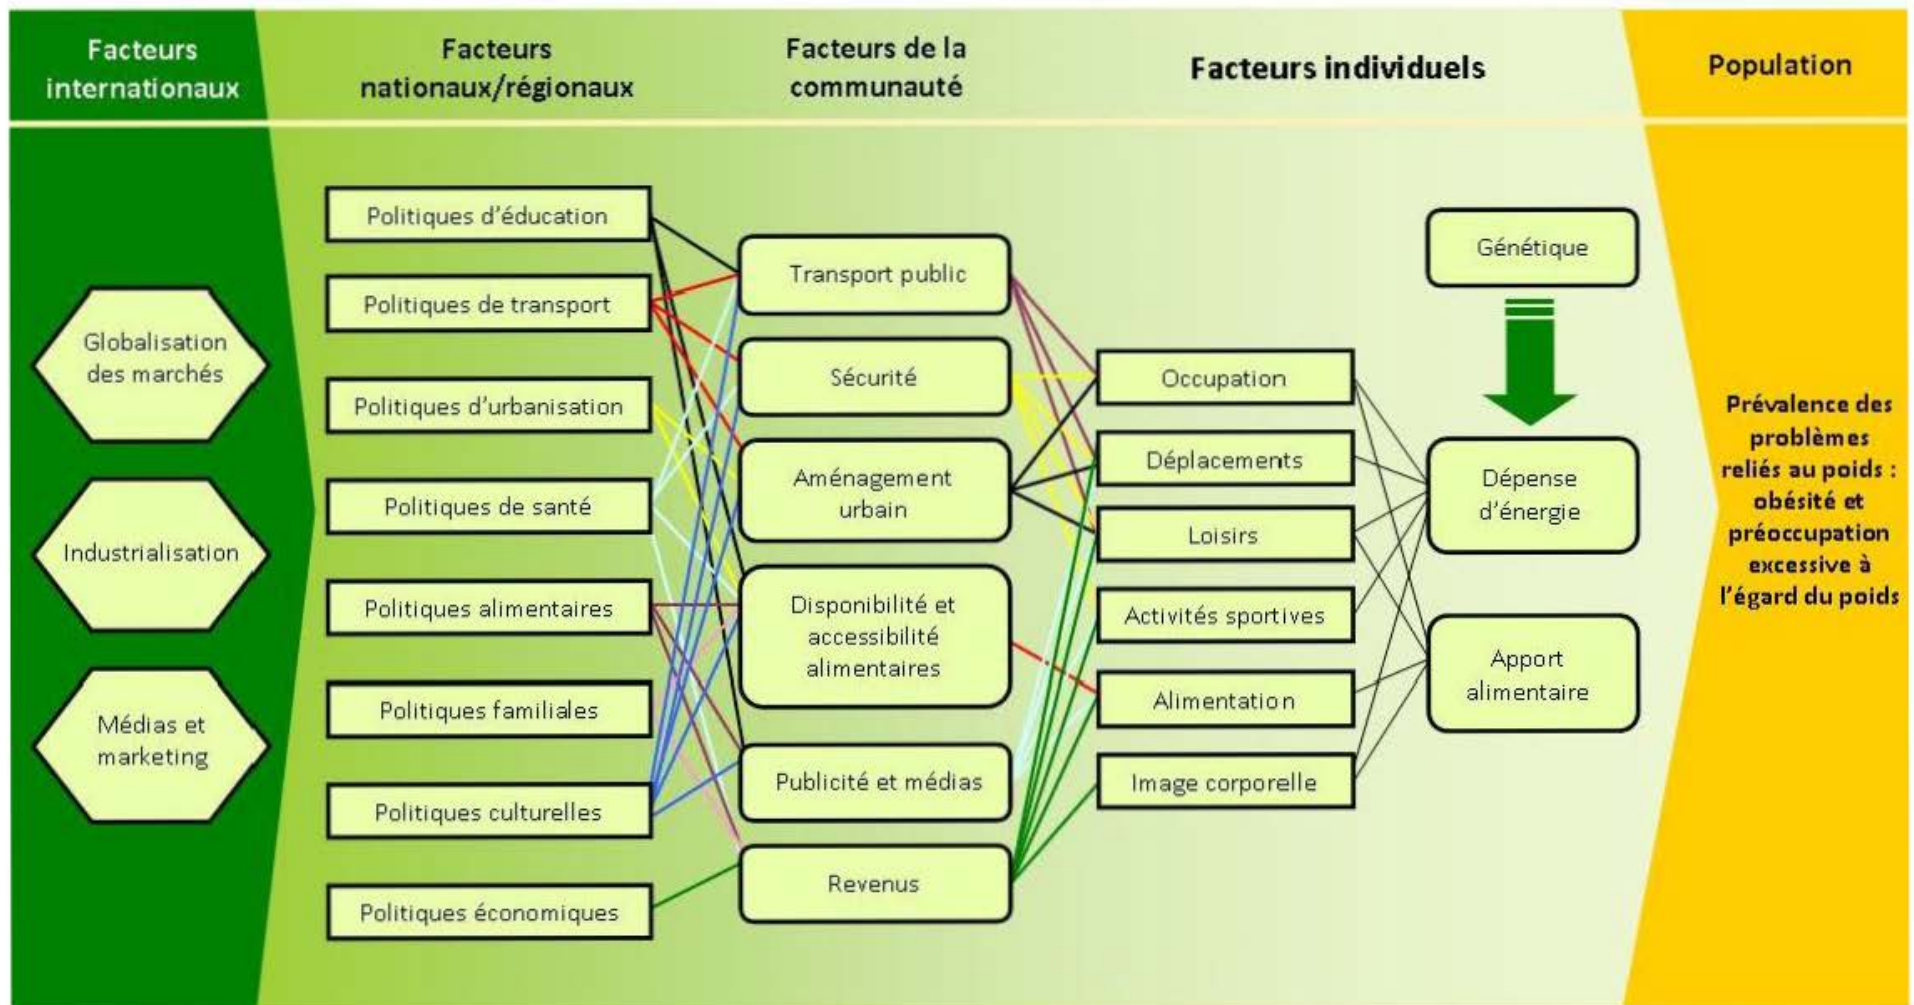 Facteurs
internationaux
Facteurs
nationaux/régionaux
Facteurs de la
communauté
Facteurs individuels
Population
Globalisation
des marchés
Industrialisation
Médias et
marketing
Politiques d'éducation
Politiques de transport
Politiques d'urbanisation
Politiques de santé
Politiques alimentaires
Politiques familiales
Politiques culturelles
Politiques économiques
Transport public
Sécurité
Aménagement
urbain
Disponibilité et
accessibilité
alimentaires
Publicité et médias
Revenus
Occupation
Déplacements
Loisirs
Activités sportives
Alimentation
Image corporelle
Génétique
Dépense
d'énergie
Apport
alimentaire
Prévalence des
problèmes
reliés au poids :
obésité et
préoccupation
excessive à
l'égard du poids